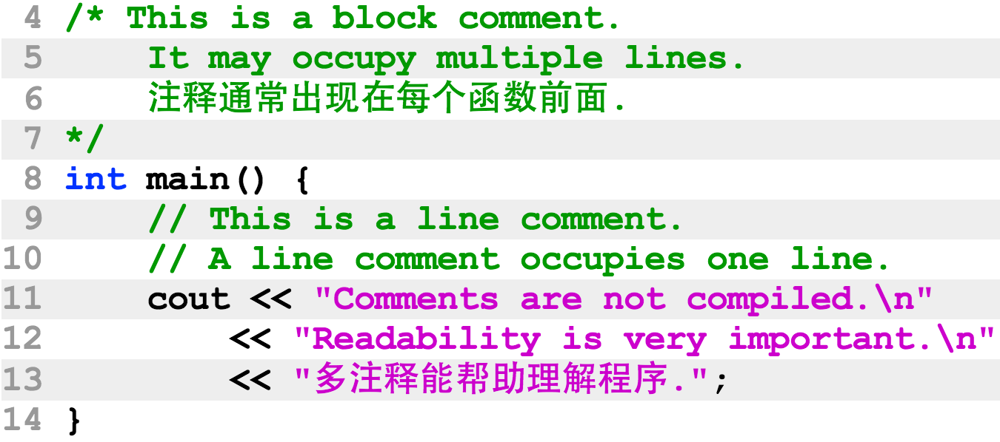 4 /* This is a block comment.
5     It may occupy multiple lines.
6     注释通常出现在每个函数前面.
7 */
8 int main() {
9     // This is a line comment.
10     // A line comment occupies one line.
11     cout << "Comments are not compiled.\n"
12         << "Readability is very important.\n"
13         << "多注释能帮助理解程序.";
14 }